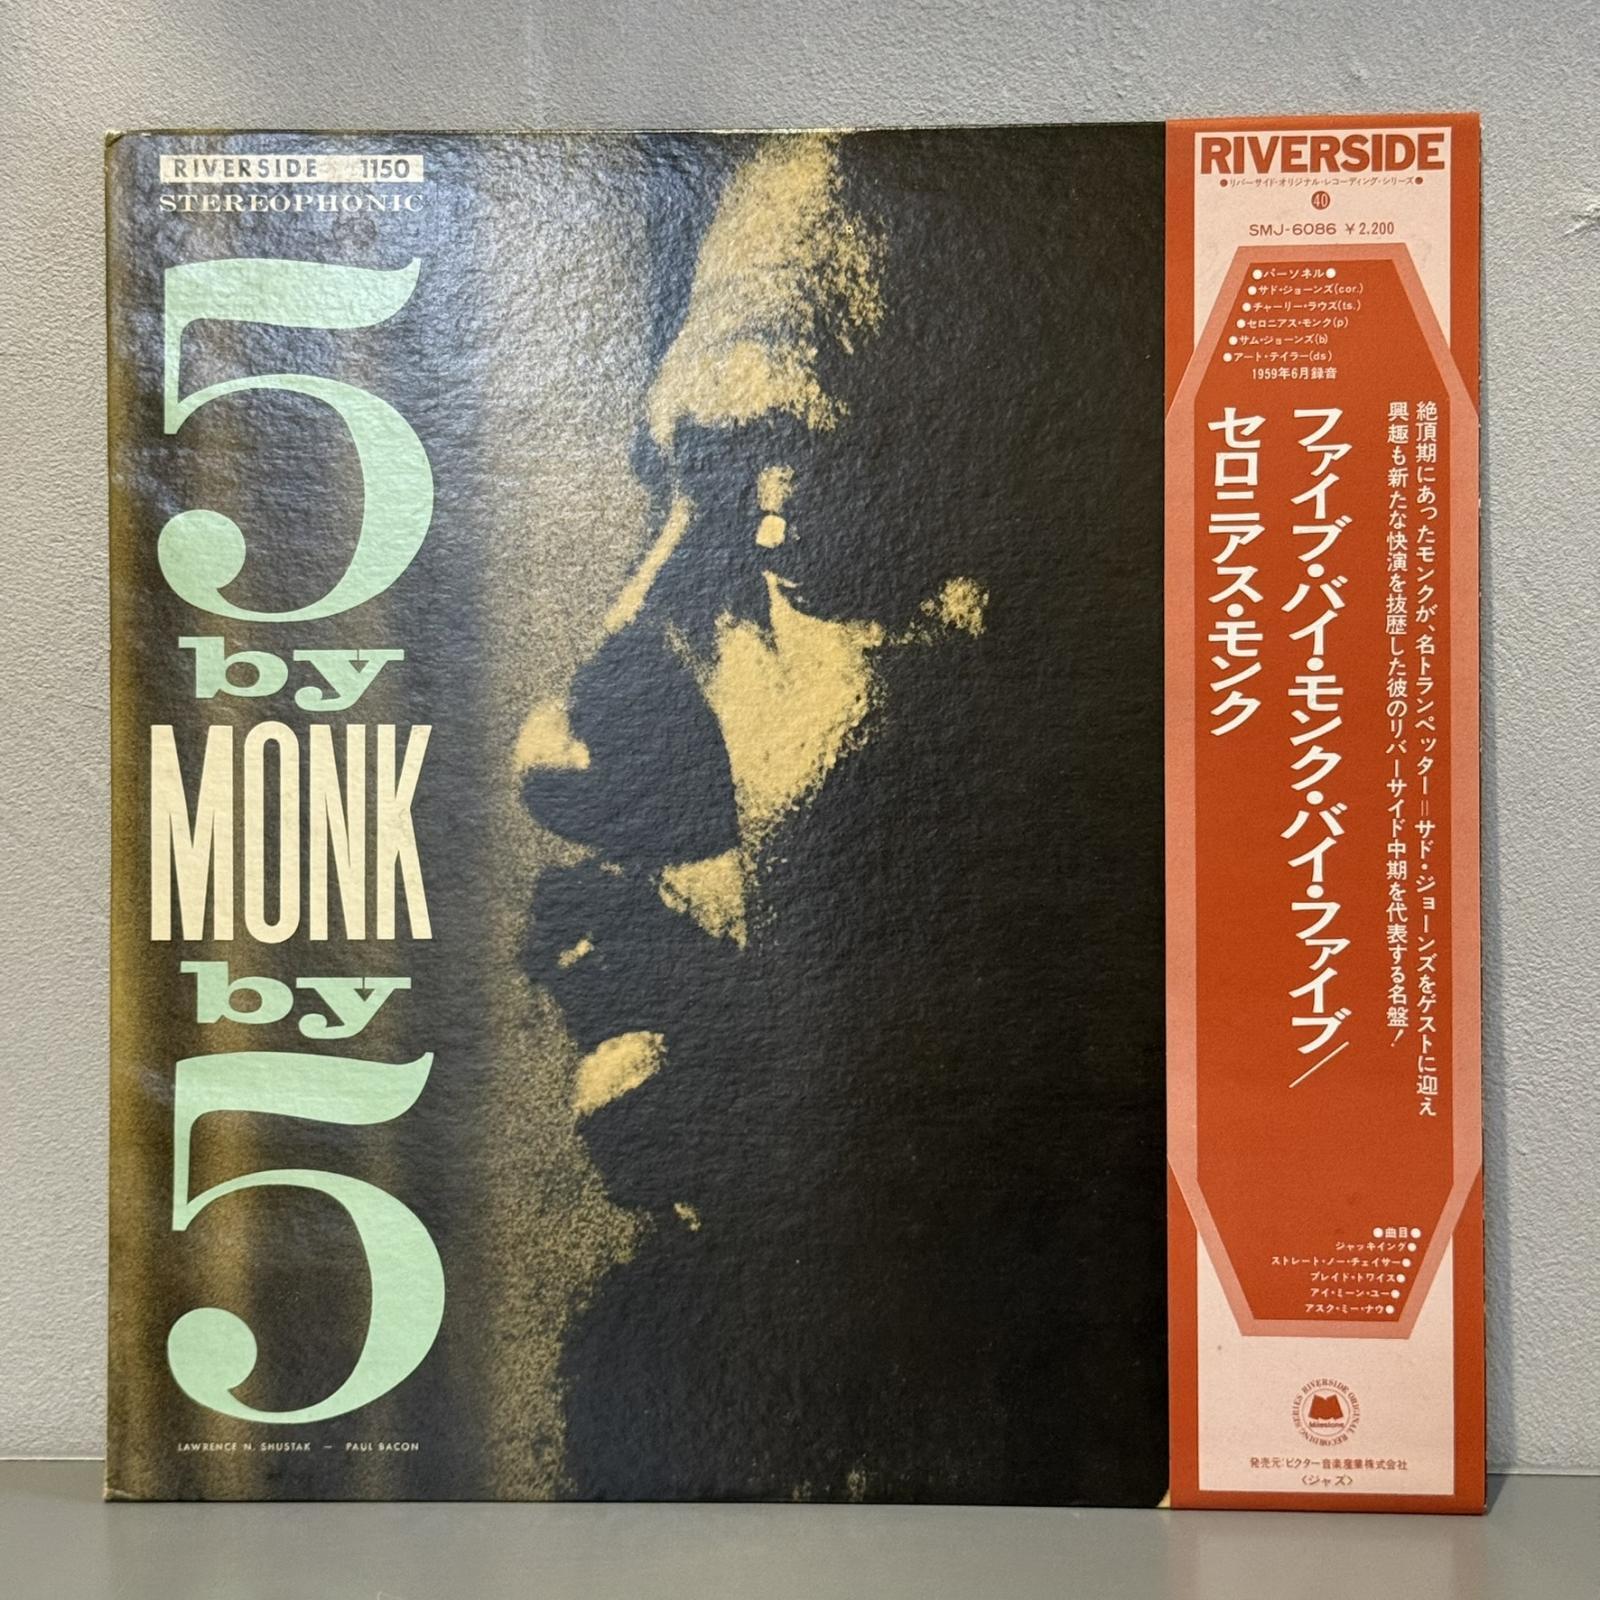 RIVERSIDE 1150
STEREOPHONIC
5
by
MONK
by
5
LAWRENCE N. SHUSTAK — PAUL BACON
RIVERSIDE
●リバーサイド・オリジナル・レコーディング・シリーズ●
40
SMJ-6086 ¥2,200
●パーソネル●
●サド・ジョーンズ(cor.)
●チャーリー・ラウズ(ts.)
●セロニアス・モンク(p)
●サム・ジョーンズ(b)
●アート・テイラー(ds)
1959年6月録音
絶頂期にあったモンクが、名トランペッター=サド・ジョーンズをゲストに迎え
興趣も新たな快演を抜歴した彼のリバーサイド中期を代表する名盤!
ファイブ・バイ・モンク・バイ・ファイブ/
セロニアス・モンク
●曲目●
ジャッキイング●
ストレート・ノー・チェイサー●
プレイド・トワイス●
アイ・ミーン・ユー●
アスク・ミー・ナウ●
RIVERSIDE ORIGINAL RECORDING SERIES
Milestone
発売元:ビクター音楽産業株式会社
〈ジャズ〉